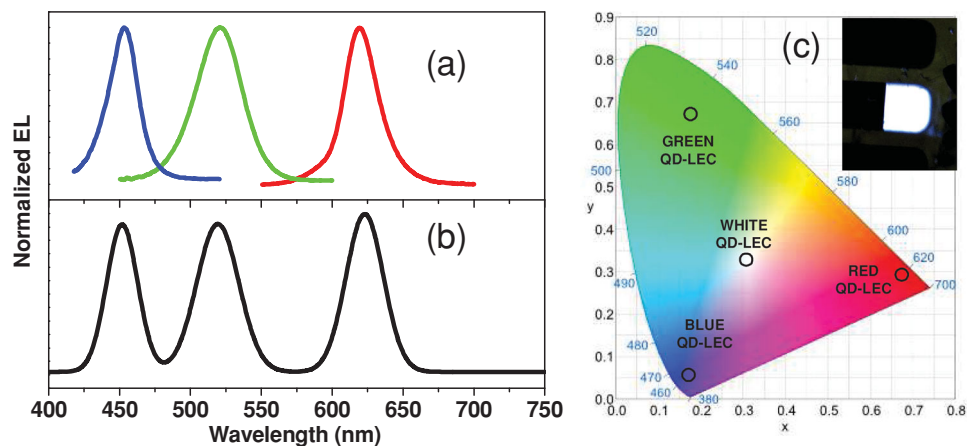 (a)
(b)
Normalized EL
400 450 500 550 600 650 700 750
Wavelength (nm)
(c)
0.9
0.8
0.7
0.6
0.5
y
0.4
0.3
0.2
0.1
0.0
0.0 0.1 0.2 0.3 0.4 0.5 0.6 0.7 0.8
x
520
540
560
580
600
620
700
500
490
480
470
460
380
GREEN
QD-LEC
WHITE
QD-LEC
RED
QD-LEC
BLUE
QD-LEC